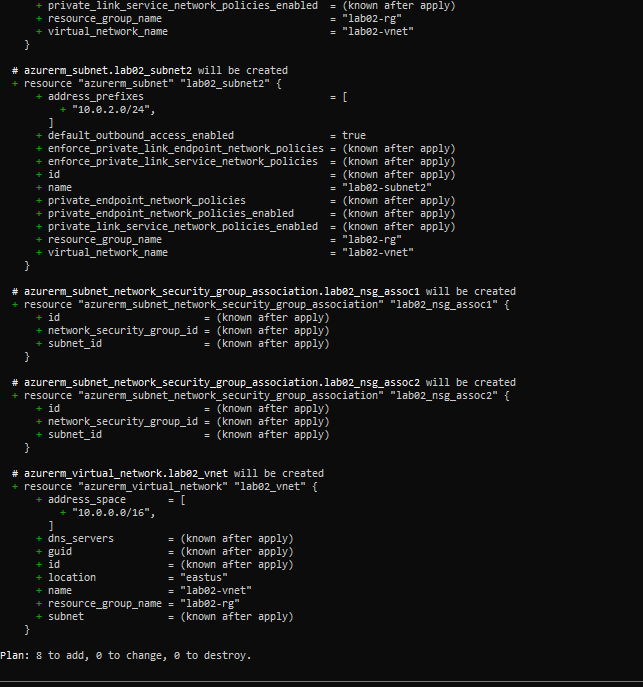 + private_link_service_network_policies_enabled = (known after apply)
+ resource_group_name = "lab02-rg"
+ virtual_network_name = "lab02-vnet"
}
# azurerm_subnet.lab02_subnet2 will be created
+ resource "azurerm_subnet" "lab02_subnet2" {
+ address_prefixes = [
+ "10.0.2.0/24",
]
+ default_outbound_access_enabled = true
+ enforce_private_link_endpoint_network_policies = (known after apply)
+ enforce_private_link_service_network_policies = (known after apply)
+ id = (known after apply)
+ name = "lab02-subnet2"
+ private_endpoint_network_policies = (known after apply)
+ private_endpoint_network_policies_enabled = (known after apply)
+ private_link_service_network_policies_enabled = (known after apply)
+ resource_group_name = "lab02-rg"
+ virtual_network_name = "lab02-vnet"
}
# azurerm_subnet_network_security_group_association.lab02_nsg_assoc1 will be created
+ resource "azurerm_subnet_network_security_group_association" "lab02_nsg_assoc1" {
+ id = (known after apply)
+ network_security_group_id = (known after apply)
+ subnet_id = (known after apply)
}
# azurerm_subnet_network_security_group_association.lab02_nsg_assoc2 will be created
+ resource "azurerm_subnet_network_security_group_association" "lab02_nsg_assoc2" {
+ id = (known after apply)
+ network_security_group_id = (known after apply)
+ subnet_id = (known after apply)
}
# azurerm_virtual_network.lab02_vnet will be created
+ resource "azurerm_virtual_network" "lab02_vnet" {
+ address_space = [
+ "10.0.0.0/16",
]
+ dns_servers = (known after apply)
+ guid = (known after apply)
+ id = (known after apply)
+ location = "eastus"
+ name = "lab02-vnet"
+ resource_group_name = "lab02-rg"
+ subnet = (known after apply)
}
Plan: 8 to add, 0 to change, 0 to destroy.